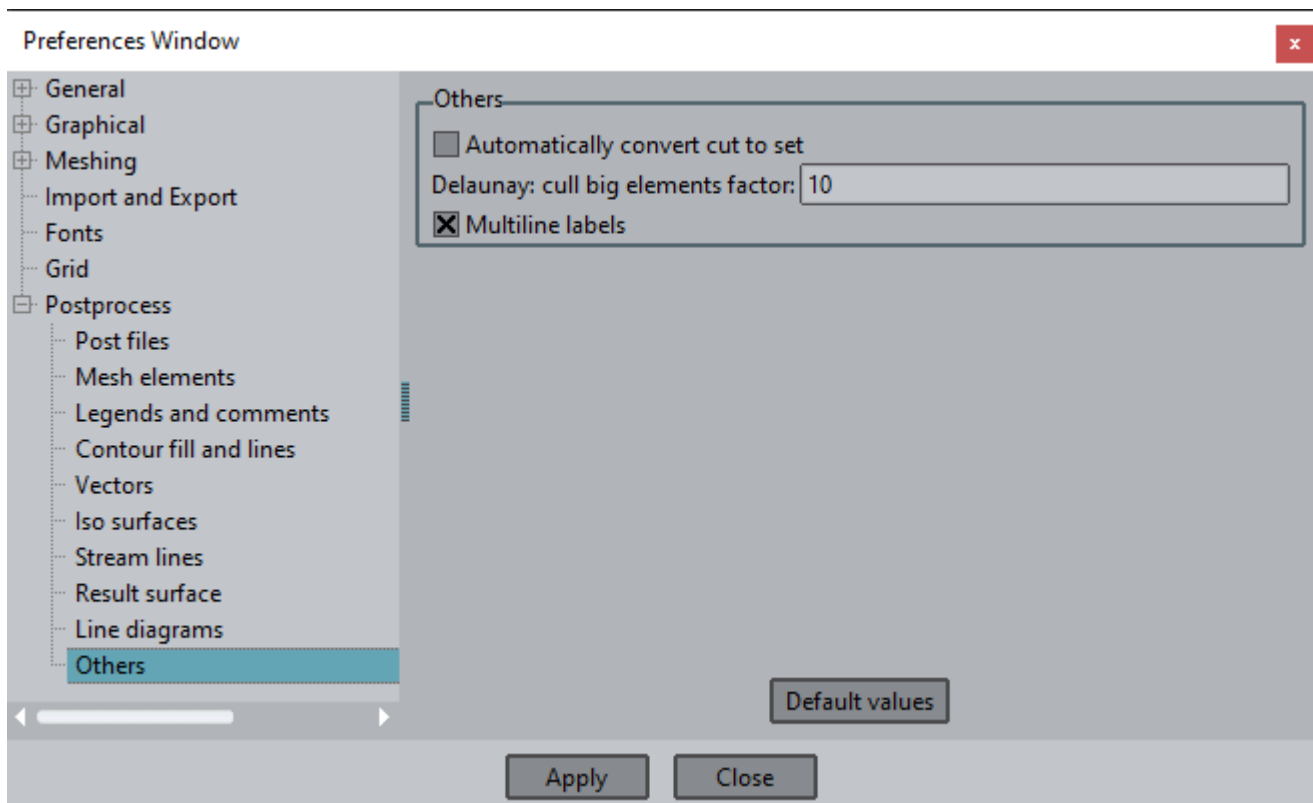 Preferences Window
x
General
Graphical
Meshing
Import and Export
Fonts
Grid
Postprocess
Post files
Mesh elements
Legends and comments
Contour fill and lines
Vectors
Iso surfaces
Stream lines
Result surface
Line diagrams
Others
Others
Automatically convert cut to set
Delaunay: cull big elements factor: 10
Multiline labels
Default values
Apply Close